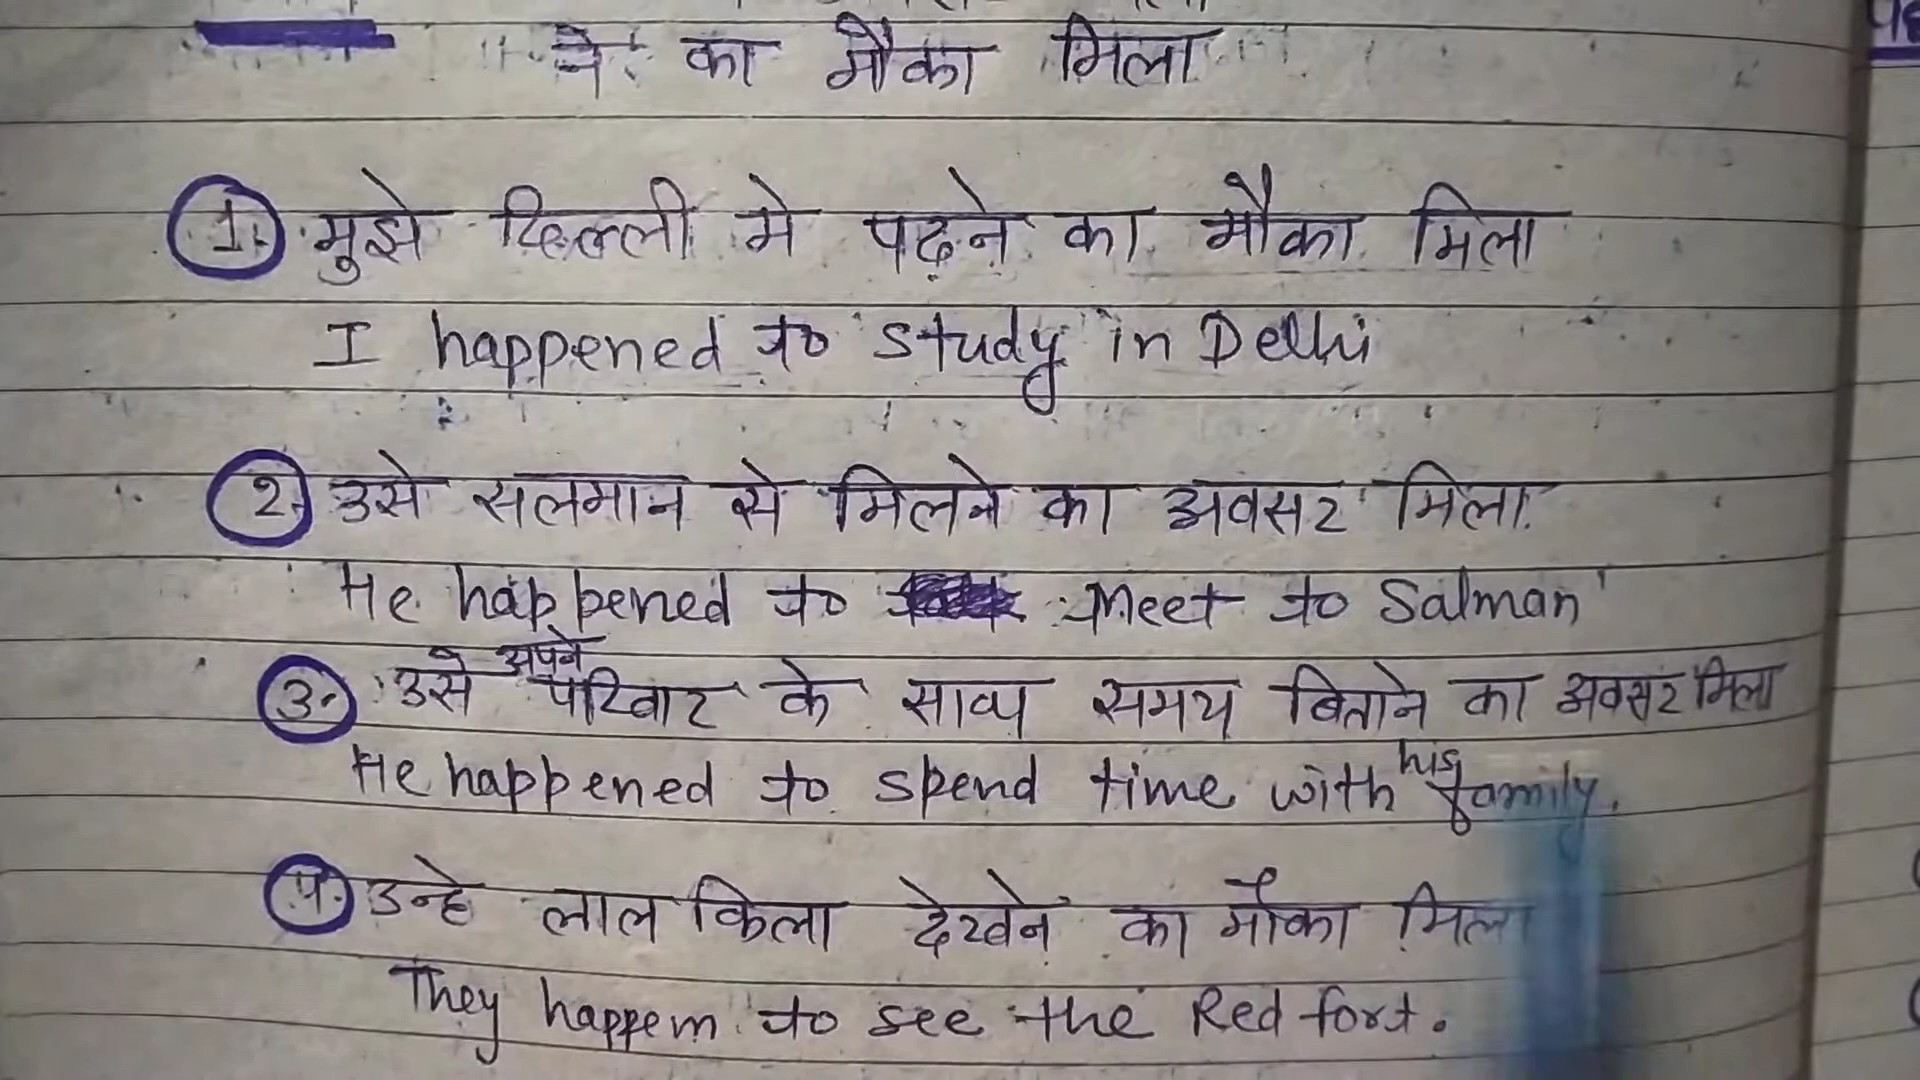 ने का मौका मिला
1. मुझे दिल्ली मे पढ़ने का मौका मिला
I happened to study in Delhi
2. उसे सलमान से मिलने का अवसर मिला.
He happened to Meet to Salman
अपने
3. उसे परिवार के साथ समय बिताने का अवसर मिला
his
He happened to spend time with family.
4. उन्हे लाल किला देखेने का मौका मिला
They happem to see the Red fort.